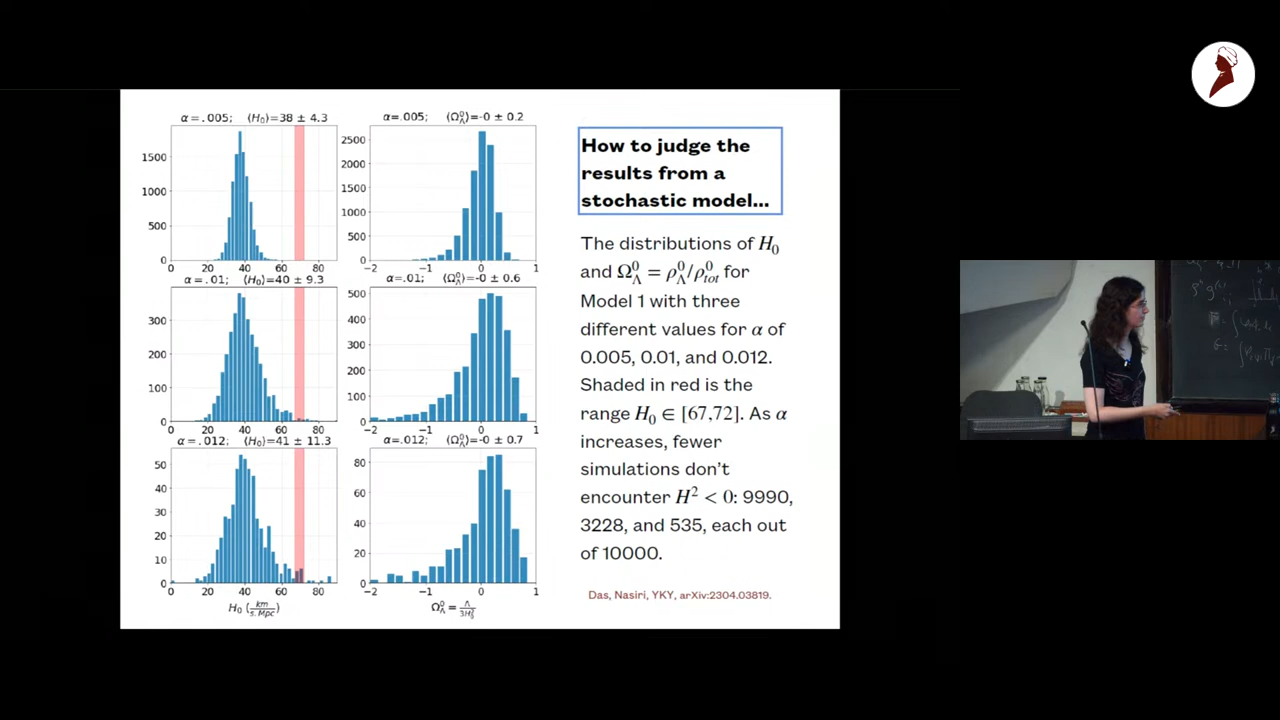 α=.005; ⟨H₀⟩=38 ± 4.3
α=.005; ⟨Ω⁰_Λ⟩=-0 ± 0.2
1500
1000
500
0
0 20 40 60 80
2500
2000
1500
1000
500
0
−2 −1 0 1
α=.01; ⟨H₀⟩=40 ± 9.3
α=.01; ⟨Ω⁰_Λ⟩=-0 ± 0.6
300
200
100
0
0 20 40 60 80
500
400
300
200
100
0
−2 −1 0 1
α=.012; ⟨H₀⟩=41 ± 11.3
α=.012; ⟨Ω⁰_Λ⟩=-0 ± 0.7
50
40
30
20
10
0
0 20 40 60 80
80
60
40
20
0
−2 −1 0 1
H₀ (km/s.Mpc)
Ω⁰_Λ = Λ/3H₀²
How to judge the
results from a
stochastic model...
The distributions of H₀
and Ω⁰_Λ = ρ⁰_Λ/ρ⁰_tot for
Model 1 with three
different values for α of
0.005, 0.01, and 0.012.
Shaded in red is the
range H₀ ∈ [67,72]. As α
increases, fewer
simulations don't
encounter H² < 0: 9990,
3228, and 535, each out
of 10000.
Das, Nasiri, YKY, arXiv:2304.03819.